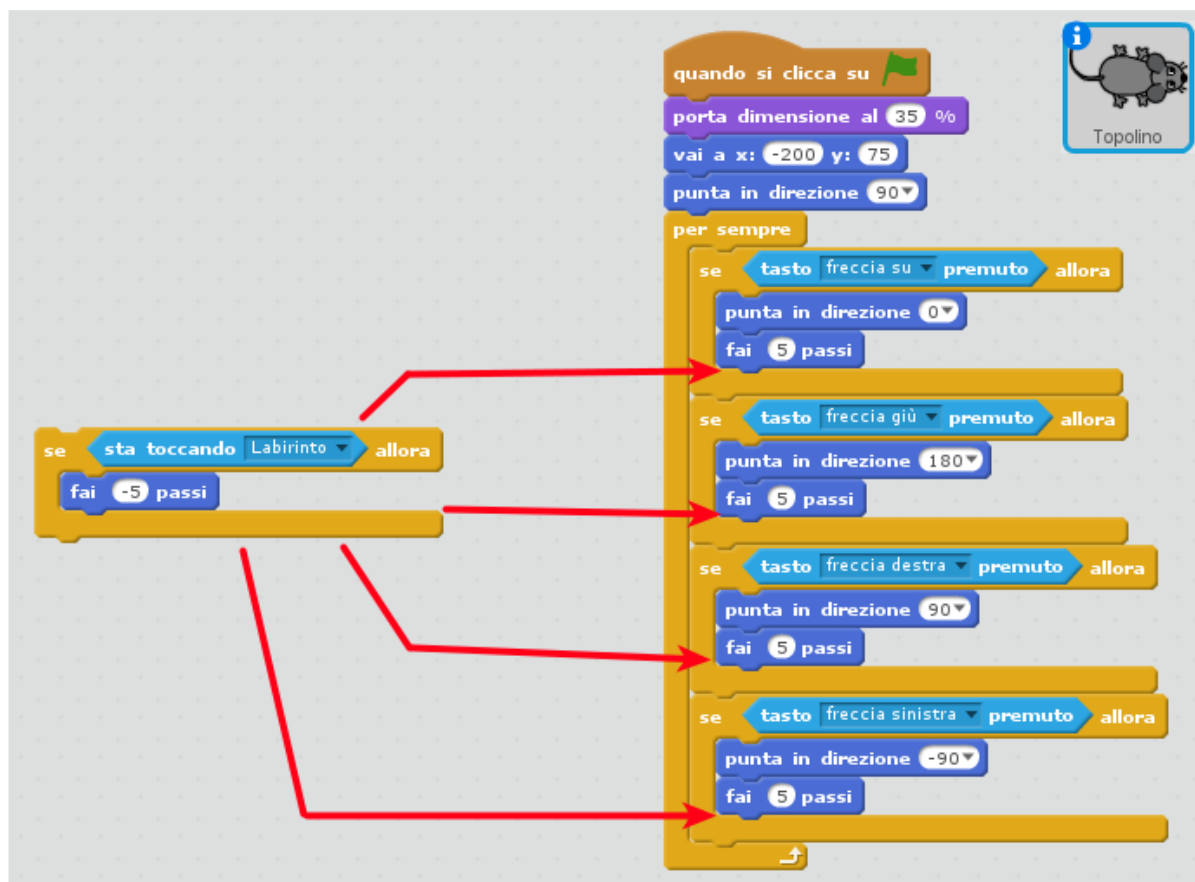 quando si clicca su
porta dimensione al 35 %
vai a x: -200 y: 75
punta in direzione 90
per sempre
se tasto freccia su premuto allora
punta in direzione 0
fai 5 passi
se tasto freccia giù premuto allora
punta in direzione 180
fai 5 passi
se tasto freccia destra premuto allora
punta in direzione 90
fai 5 passi
se tasto freccia sinistra premuto allora
punta in direzione -90
fai 5 passi
se sta toccando Labirinto allora
fai -5 passi
i
Topolino